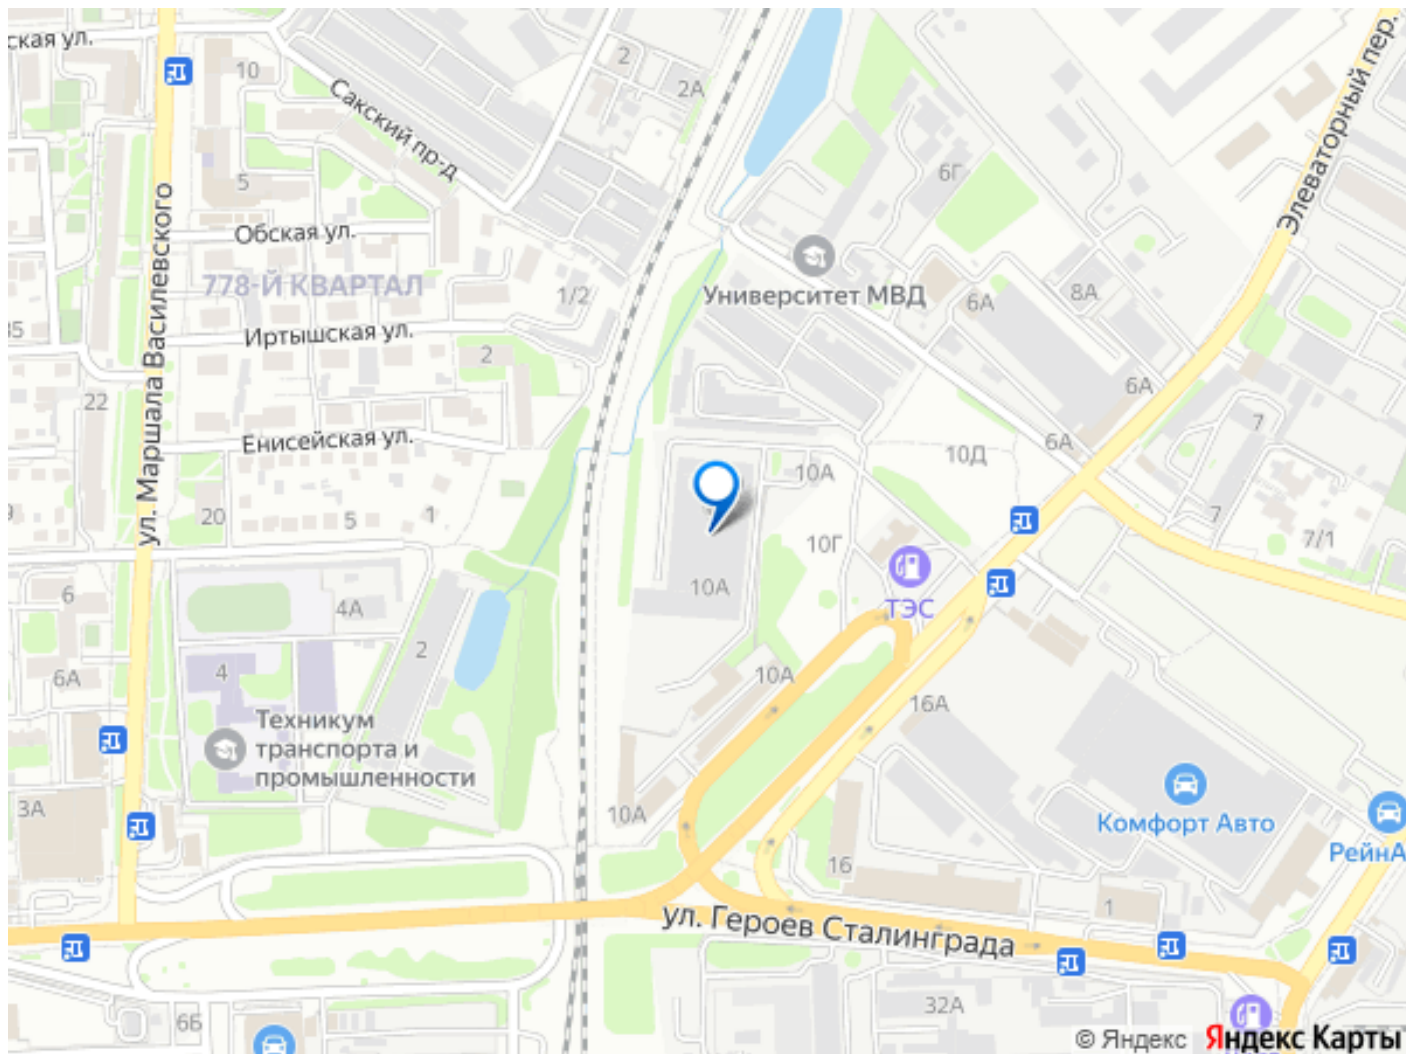 ская ул.
10
2
2А
Сакский пр-д
Элеваторный пер.
5
6Г
Обская ул.
778-Й КВАРТАЛ
1/2
Университет МВД
6А
8А
35
Иртышская ул.
2
6А
ул. Маршала Василевского
22
7
Енисейская ул.
6А
10Д
10А
9
20
5
1
7
7/1
10Г
10А
6
4А
ТЭС
2
4
6А
10А
16А
Техникум
транспорта и
промышленности
3А
10А
Комфорт Авто
РейнА
16
1
ул. Героев Сталинграда
32А
6Б
© Яндекс Яндекс Карты